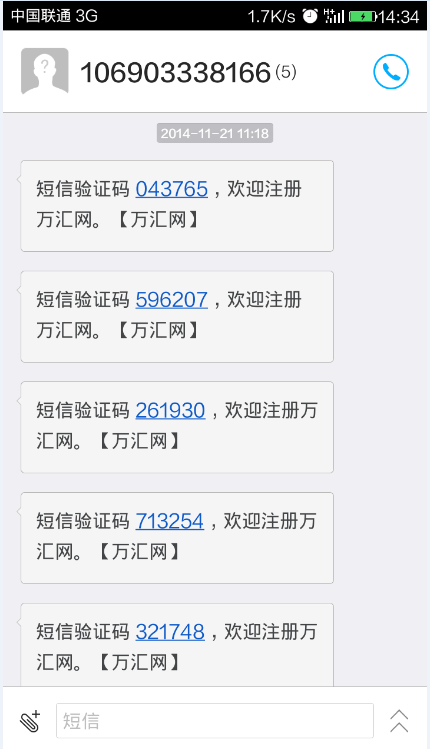 中国联通 3G 1.7K/s 14:34
106903338166(5)
2014-11-21 11:18
短信验证码 043765，欢迎注册
万汇网。【万汇网】
短信验证码 596207，欢迎注册
万汇网。【万汇网】
短信验证码 261930，欢迎注册万
汇网。【万汇网】
短信验证码 713254，欢迎注册万
汇网。【万汇网】
短信验证码 321748，欢迎注册万
汇网。【万汇网】
短信